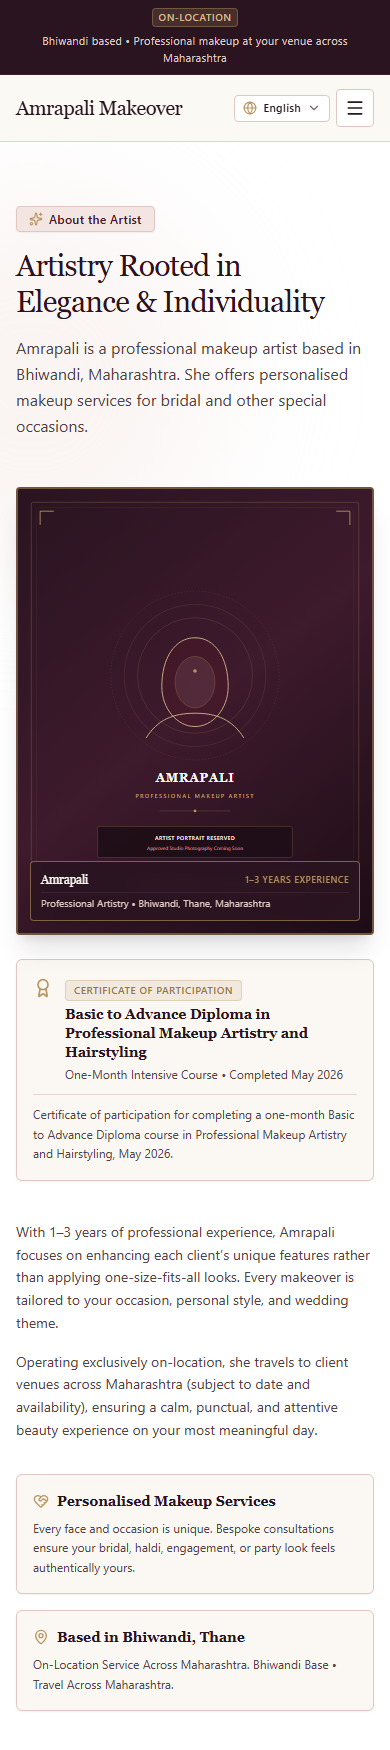 ON-LOCATION
Bhiwandi based • Professional makeup at your venue across
Maharashtra
Amrapali Makeover
English
About the Artist
Artistry Rooted in
Elegance & Individuality
Amrapali is a professional makeup artist based in
Bhiwandi, Maharashtra. She offers personalised
makeup services for bridal and other special
occasions.
AMRAPALI
PROFESSIONAL MAKEUP ARTIST
ARTIST PORTRAIT RESERVED
Approved Studio Photography Coming Soon
Amrapali
1–3 YEARS EXPERIENCE
Professional Artistry • Bhiwandi, Thane, Maharashtra
CERTIFICATE OF PARTICIPATION
Basic to Advance Diploma in
Professional Makeup Artistry and
Hairstyling
One-Month Intensive Course • Completed May 2026
Certificate of participation for completing a one-month Basic
to Advance Diploma course in Professional Makeup Artistry
and Hairstyling, May 2026.
With 1–3 years of professional experience, Amrapali
focuses on enhancing each client's unique features rather
than applying one-size-fits-all looks. Every makeover is
tailored to your occasion, personal style, and wedding
theme.
Operating exclusively on-location, she travels to client
venues across Maharashtra (subject to date and
availability), ensuring a calm, punctual, and attentive
beauty experience on your most meaningful day.
Personalised Makeup Services
Every face and occasion is unique. Bespoke consultations
ensure your bridal, haldi, engagement, or party look feels
authentically yours.
Based in Bhiwandi, Thane
On-Location Service Across Maharashtra. Bhiwandi Base •
Travel Across Maharashtra.